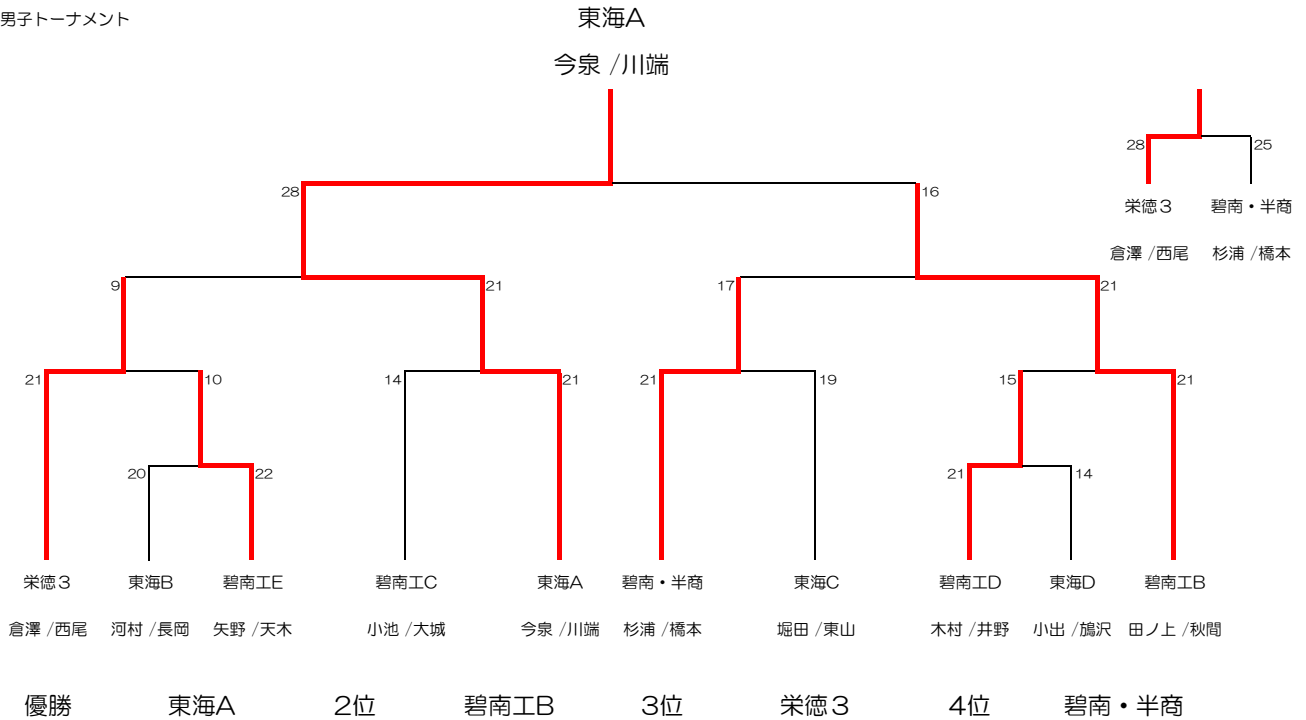 男子トーナメント
東海A
今泉 /川端
28 25
栄徳3 碧南・半商
倉澤 /西尾 杉浦 /橋本
28 16
9 21 17 21
21 10 14 21 21 19 15 21
20 22 21 14
栄徳3 東海B 碧南工E 碧南工C 東海A 碧南・半商 東海C 碧南工D 東海D 碧南工B
倉澤 /西尾 河村 /長岡 矢野 /天木 小池 /大城 今泉 /川端 杉浦 /橋本 堀田 /東山 木村 /井野 小出 /鳰沢 田ノ上 /秋間
優勝 東海A 2位 碧南工B 3位 栄徳3 4位 碧南・半商